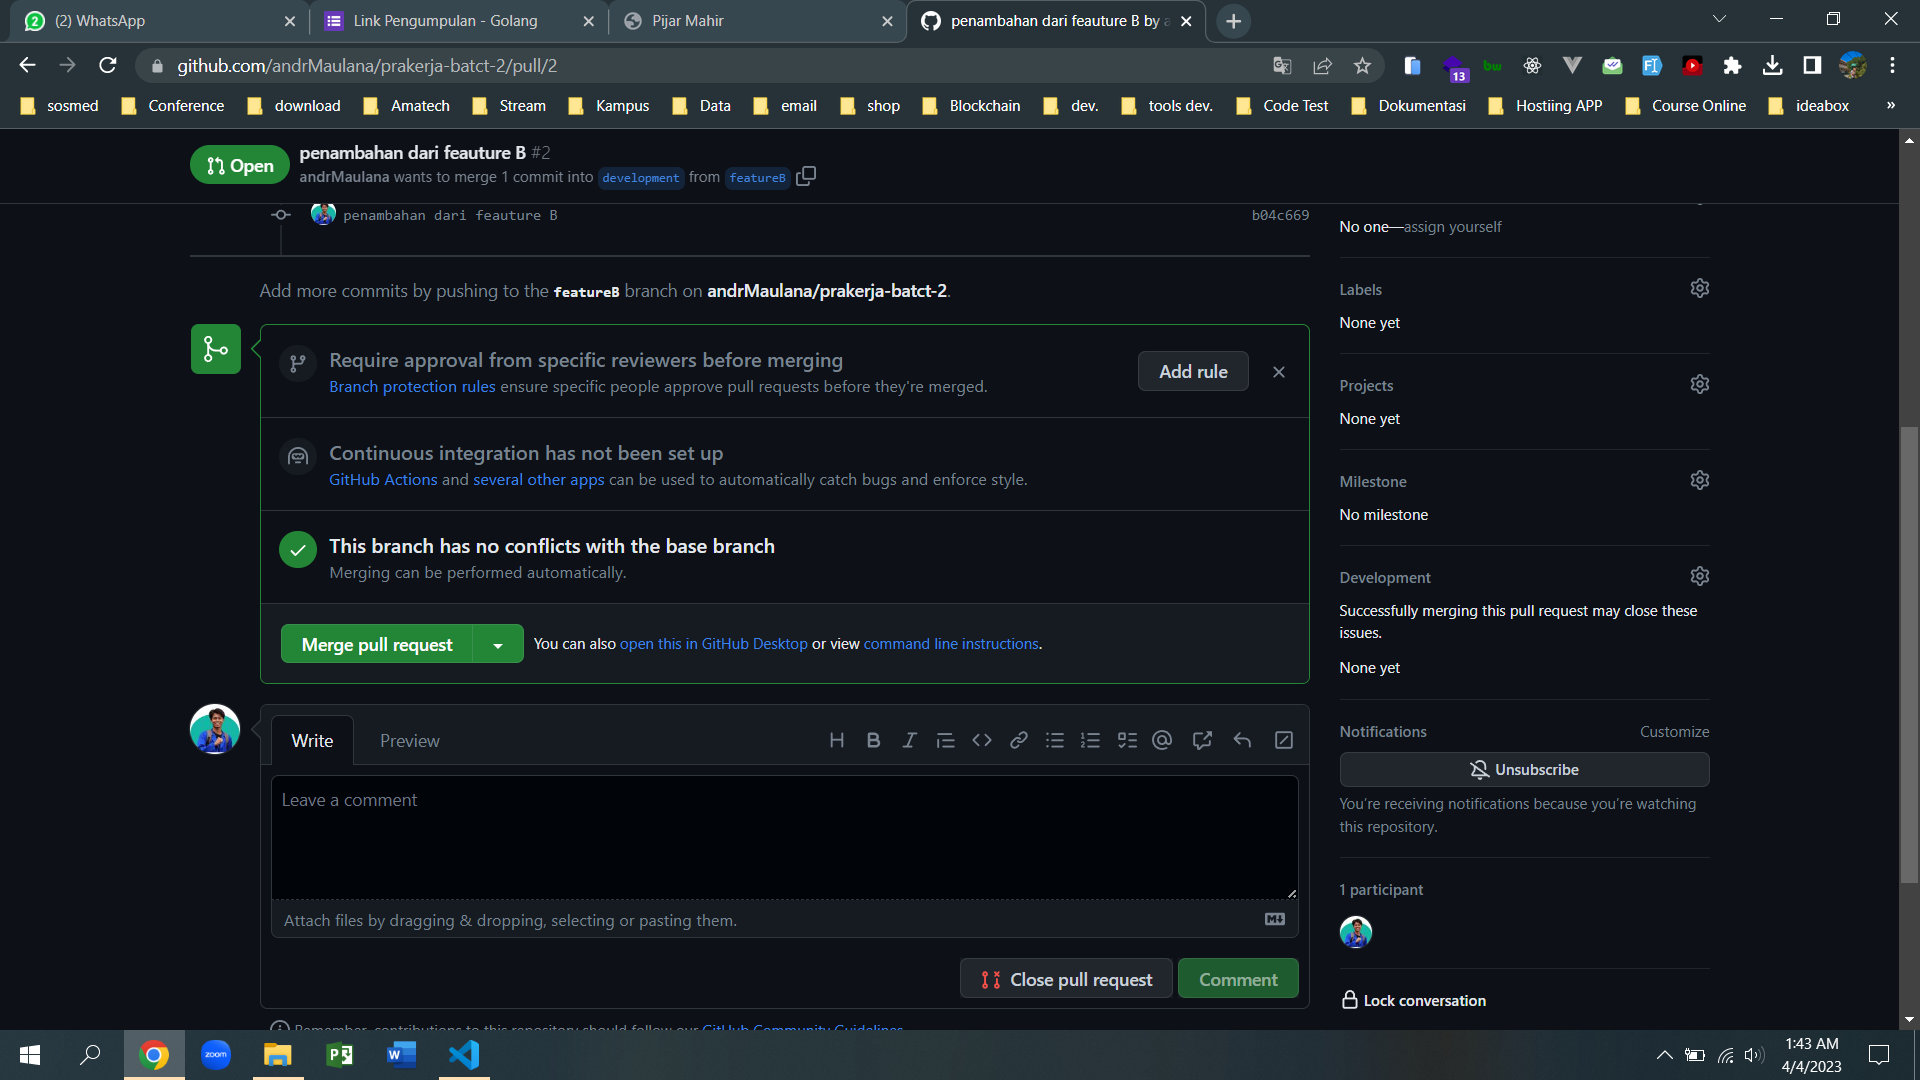 (2) WhatsApp
Link Pengumpulan - Golang
Pijar Mahir
penambahan dari feauture B by a
github.com/andrMaulana/prakerja-batct-2/pull/2
13
bw
sosmed
Conference
download
Amatech
Stream
Kampus
Data
email
shop
Blockchain
dev.
tools dev.
Code Test
Dokumentasi
Hostiing APP
Course Online
ideabox
»
Open
penambahan dari feauture B #2
andrMaulana wants to merge 1 commit into development from featureB
penambahan dari feauture B
b04c669
Add more commits by pushing to the featureB branch on andrMaulana/prakerja-batct-2.
Require approval from specific reviewers before merging
Branch protection rules ensure specific people approve pull requests before they're merged.
Add rule
Continuous integration has not been set up
GitHub Actions and several other apps can be used to automatically catch bugs and enforce style.
This branch has no conflicts with the base branch
Merging can be performed automatically.
Merge pull request
You can also open this in GitHub Desktop or view command line instructions.
Write
Preview
Leave a comment
Attach files by dragging & dropping, selecting or pasting them.
Close pull request
Comment
Remember, contributions to this repository should follow our GitHub Community Guidelines.
No one—assign yourself
Labels
None yet
Projects
None yet
Milestone
No milestone
Development
Successfully merging this pull request may close these
issues.
None yet
Notifications
Customize
Unsubscribe
You're receiving notifications because you're watching
this repository.
1 participant
Lock conversation
zoom
1:43 AM
4/4/2023